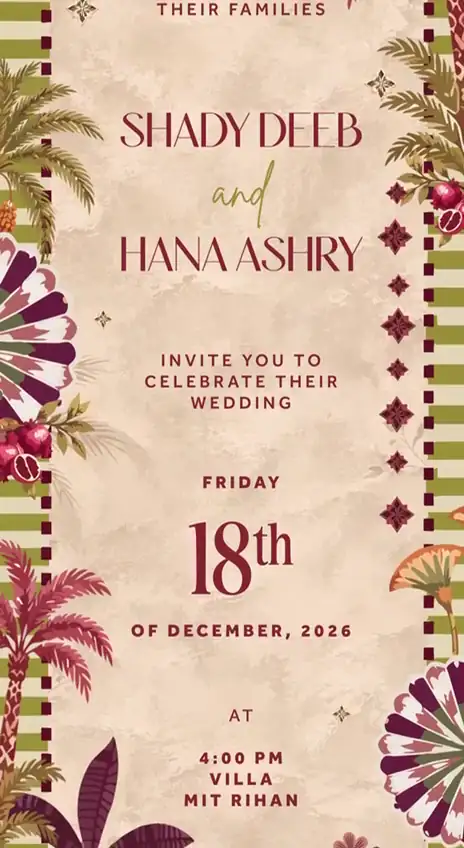 THEIR FAMILIES
SHADY DEEB
and
HANA ASHRY
INVITE YOU TO
CELEBRATE THEIR
WEDDING
FRIDAY
18th
OF DECEMBER, 2026
AT
4:00 PM
VILLA
MIT RIHAN